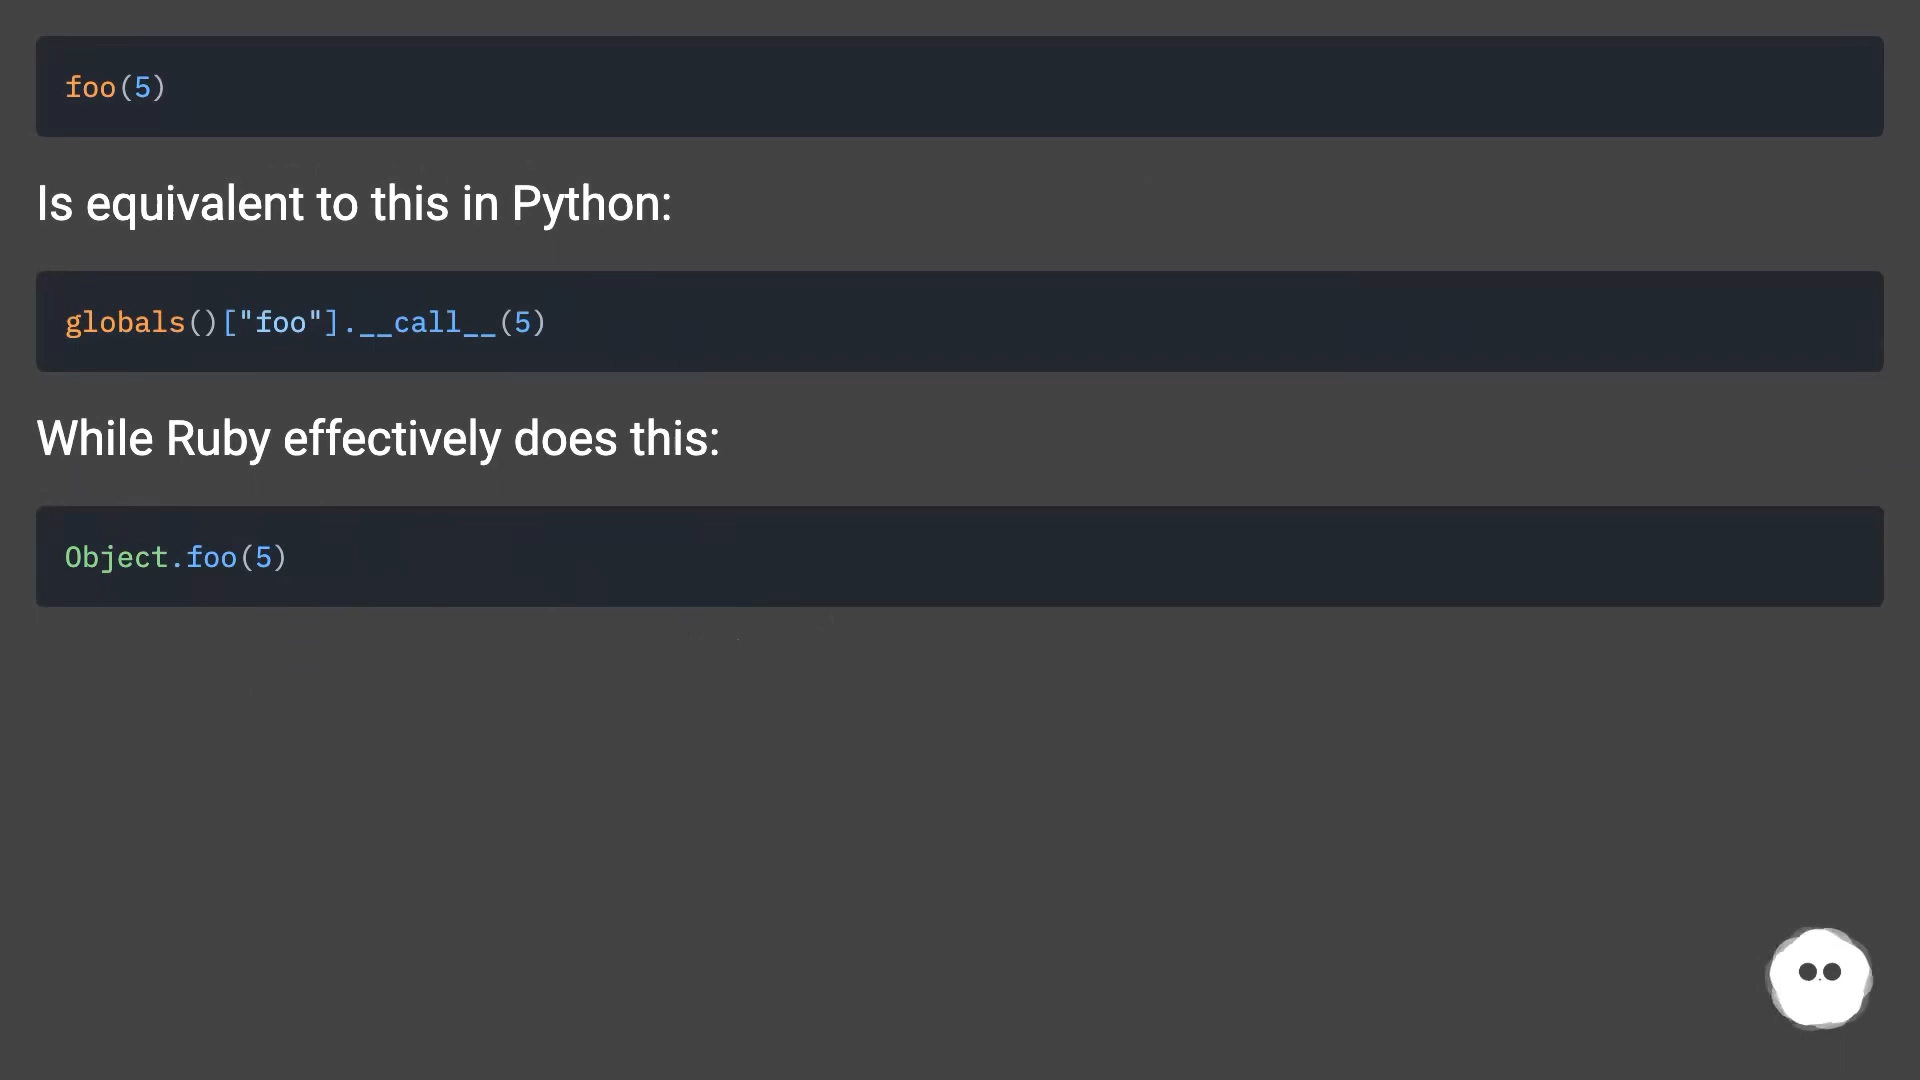 foo(5)
Is equivalent to this in Python:
globals()["foo"].__call__(5)
While Ruby effectively does this:
Object.foo(5)